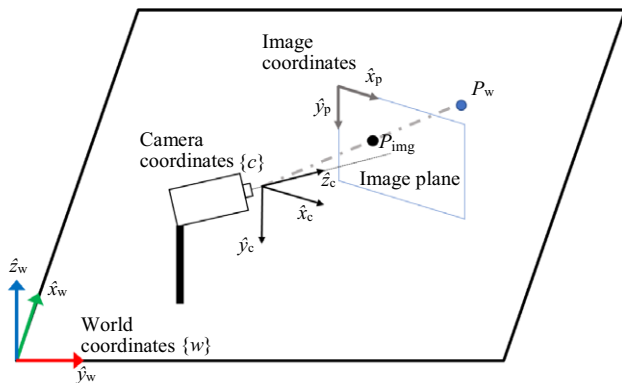 Image
coordinates
x̂p
ŷp
Pw
Pimg
Camera
coordinates {c}
ẑc
Image plane
x̂c
ŷc
ẑw
x̂w
World
coordinates {w}
ŷw